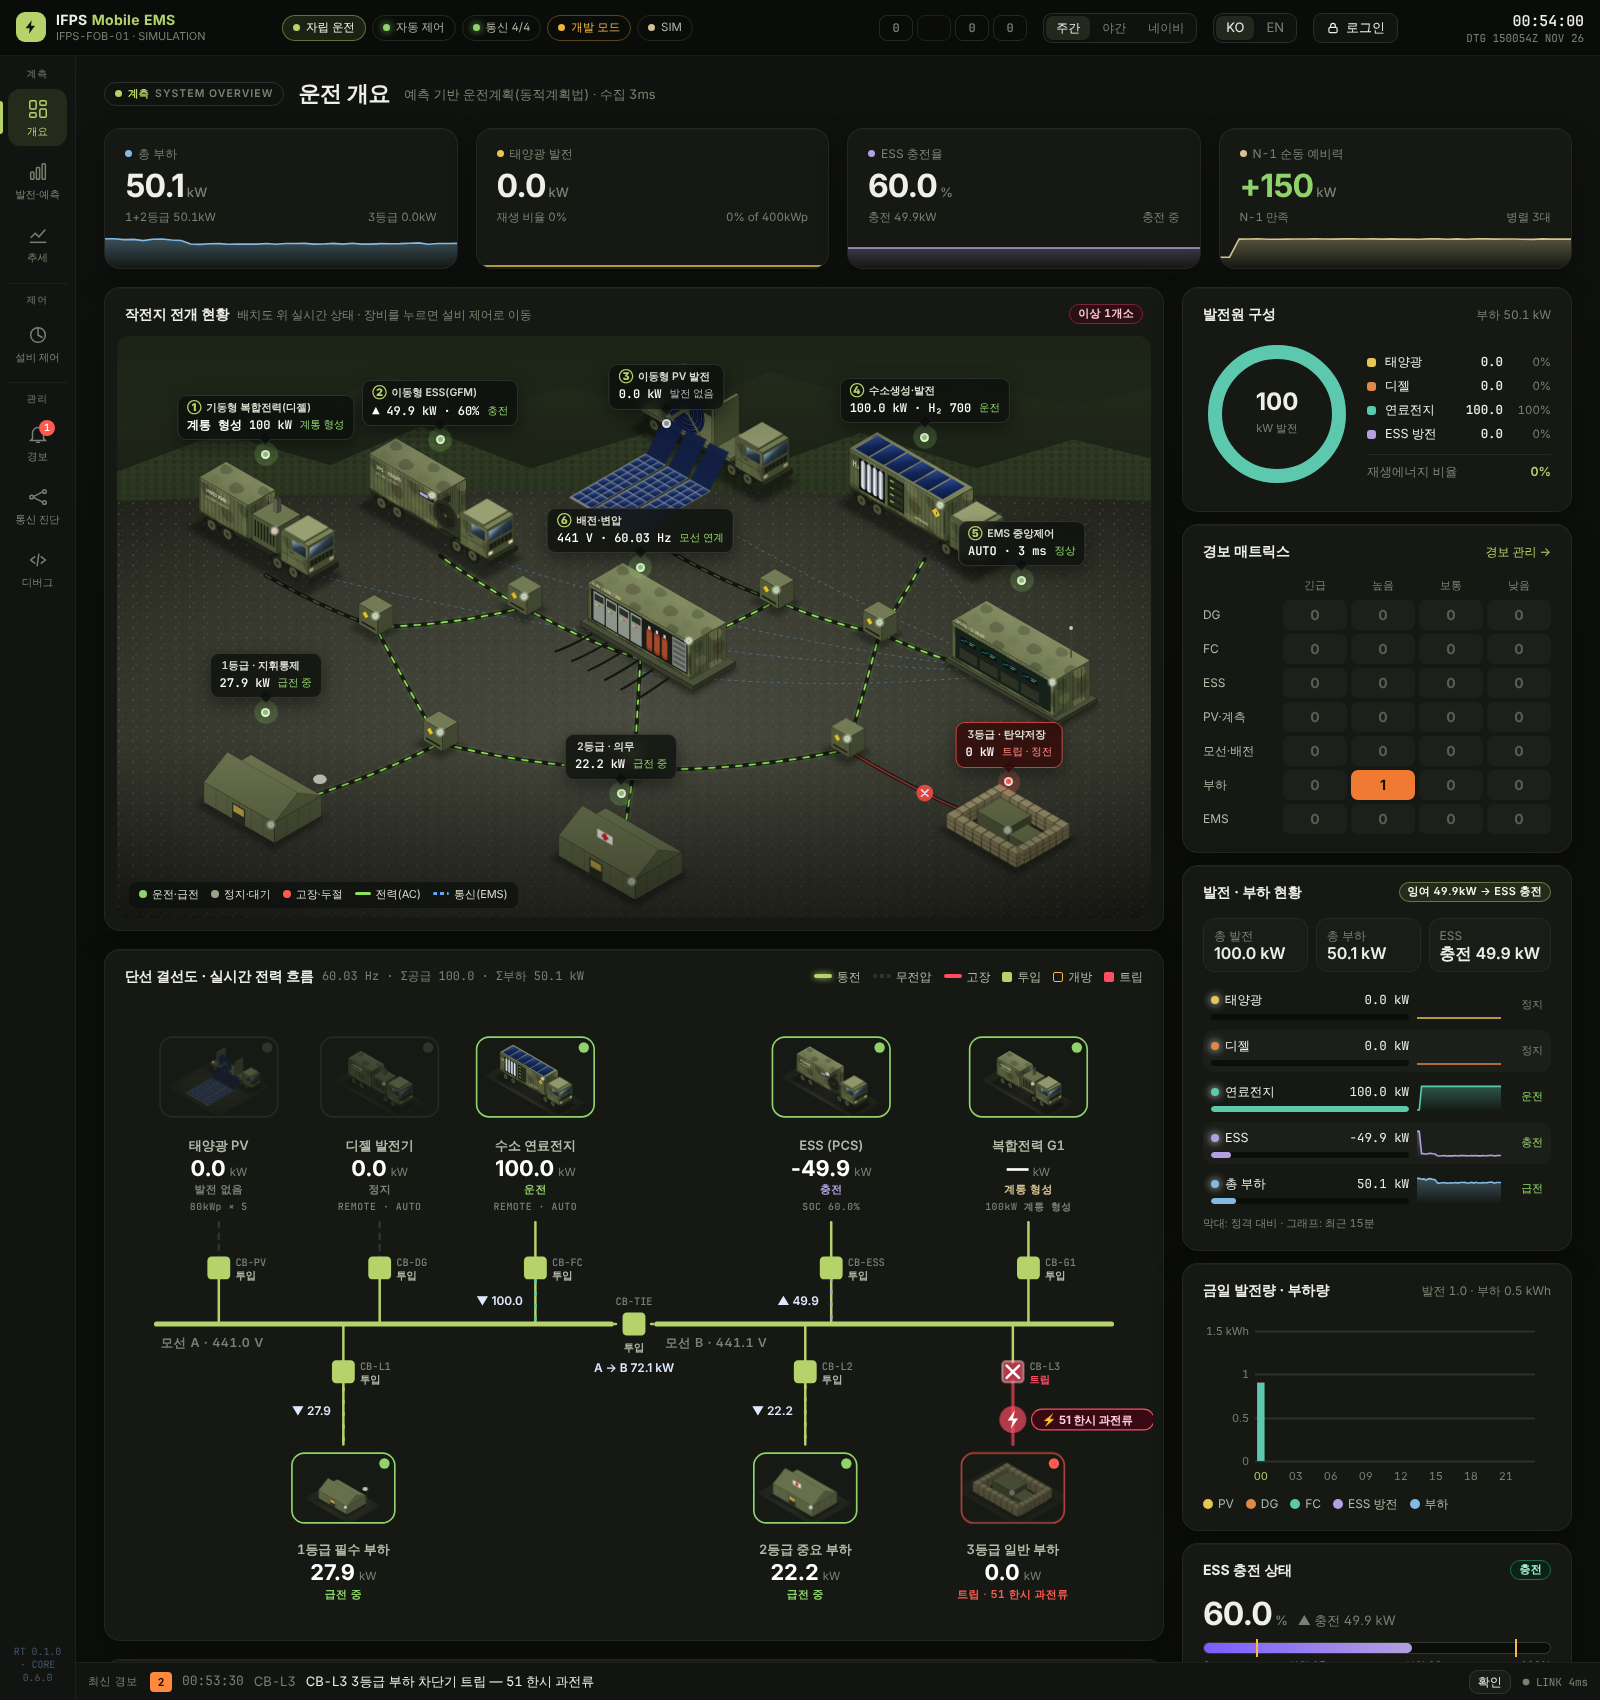 IFPS Mobile EMS
IFPS-FOB-01 · SIMULATION
자립 운전
자동 제어
통신 4/4
개발 모드
SIM
0
0
0
주간
야간
네이비
KO
EN
로그인
00:54:00
DTG 150054Z NOV 26
계측
개요
발전·예측
추세
제어
설비 제어
관리
1
경보
통신 진단
디버그
RT 0.1.0
· CORE
0.6.0
계측 SYSTEM OVERVIEW
운전 개요
예측 기반 운전계획(동적계획법) · 수집 3ms
총 부하
50.1 kW
1+2등급 50.1kW
3등급 0.0kW
태양광 발전
0.0 kW
재생 비율 0%
0% of 400kWp
ESS 충전율
60.0 %
충전 49.9kW
충전 중
N-1 순동 예비력
+150 kW
N-1 만족
병렬 3대
작전지 전개 현황 배치도 위 실시간 상태 · 장비를 누르면 설비 제어로 이동
이상 1개소
① 기동형 복합전력(디젤)
계통 형성 100 kW 계통 형성
② 이동형 ESS(GFM)
▲ 49.9 kW · 60% 충전
③ 이동형 PV 발전
0.0 kW 발전 없음
④ 수소생성·발전
100.0 kW · H₂ 700 운전
⑥ 배전·변압
441 V · 60.03 Hz 모선 연계
⑤ EMS 중앙제어
AUTO · 3 ms 정상
1등급 · 지휘통제
27.9 kW 급전 중
2등급 · 의무
22.2 kW 급전 중
3등급 · 탄약저장
0 kW 트립 · 정전
운전·급전
정지·대기
고장·두절
전력(AC)
통신(EMS)
발전원 구성
부하 50.1 kW
100
kW 발전
태양광 0.0 0%
디젤 0.0 0%
연료전지 100.0 100%
ESS 방전 0.0 0%
재생에너지 비율 0%
경보 매트릭스
경보 관리 →
긴급 높음 보통 낮음
DG 0 0 0 0
FC 0 0 0 0
ESS 0 0 0 0
PV·계측 0 0 0 0
모선·배전 0 0 0 0
부하 0 1 0 0
EMS 0 0 0 0
발전 · 부하 현황
잉여 49.9kW → ESS 충전
총 발전
100.0 kW
총 부하
50.1 kW
ESS
충전 49.9 kW
태양광 0.0 kW 정지
디젤 0.0 kW 정지
연료전지 100.0 kW 운전
ESS -49.9 kW 충전
총 부하 50.1 kW 급전
막대: 정격 대비 · 그래프: 최근 15분
단선 결선도 · 실시간 전력 흐름 60.03 Hz · Σ공급 100.0 · Σ부하 50.1 kW
통전
무전압
고장
투입
개방
트립
태양광 PV
0.0 kW
발전 없음
80kWp × 5
디젤 발전기
0.0 kW
정지
REMOTE · AUTO
수소 연료전지
100.0 kW
운전
REMOTE · AUTO
ESS (PCS)
-49.9 kW
충전
SOC 60.0%
복합전력 G1
— kW
계통 형성
100kW 계통 형성
CB-PV
투입
CB-DG
투입
CB-FC
투입
CB-ESS
투입
CB-G1
투입
▼ 100.0
▲ 49.9
CB-TIE
투입
A → B 72.1 kW
모선 A · 441.0 V
모선 B · 441.1 V
CB-L1
투입
CB-L2
투입
CB-L3
트립
▼ 27.9
▼ 22.2
⚡ 51 한시 과전류
1등급 필수 부하
27.9 kW
급전 중
2등급 중요 부하
22.2 kW
급전 중
3등급 일반 부하
0.0 kW
트립 · 51 한시 과전류
금일 발전량 · 부하량
발전 1.0 · 부하 0.5 kWh
1.5 kWh
1
0.5
0
00 03 06 09 12 15 18 21
PV
DG
FC
ESS 방전
부하
ESS 충전 상태
충전
60.0 % ▲ 충전 49.9 kW
최신 경보
2
00:53:30
CB-L3
CB-L3 3등급 부하 차단기 트립 — 51 한시 과전류
확인
LINK 4ms